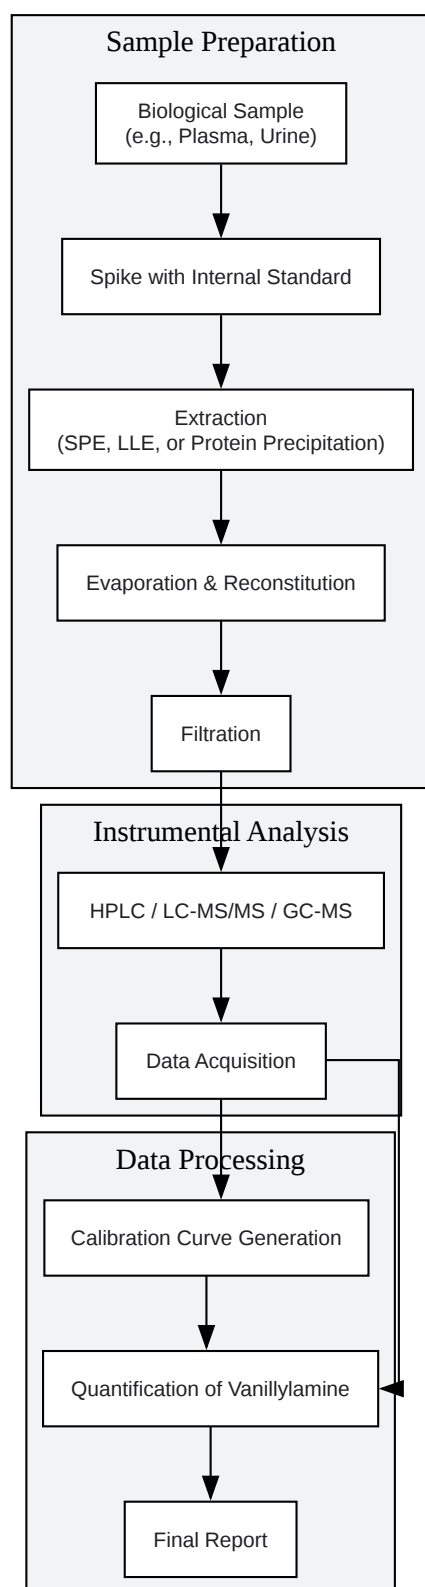 Sample Preparation
Biological Sample
(e.g., Plasma, Urine)
Spike with Internal Standard
Extraction
(SPE, LLE, or Protein Precipitation)
Evaporation & Reconstitution
Filtration
Instrumental Analysis
HPLC / LC-MS/MS / GC-MS
Data Acquisition
Data Processing
Calibration Curve Generation
Quantification of Vanillylamine
Final Report